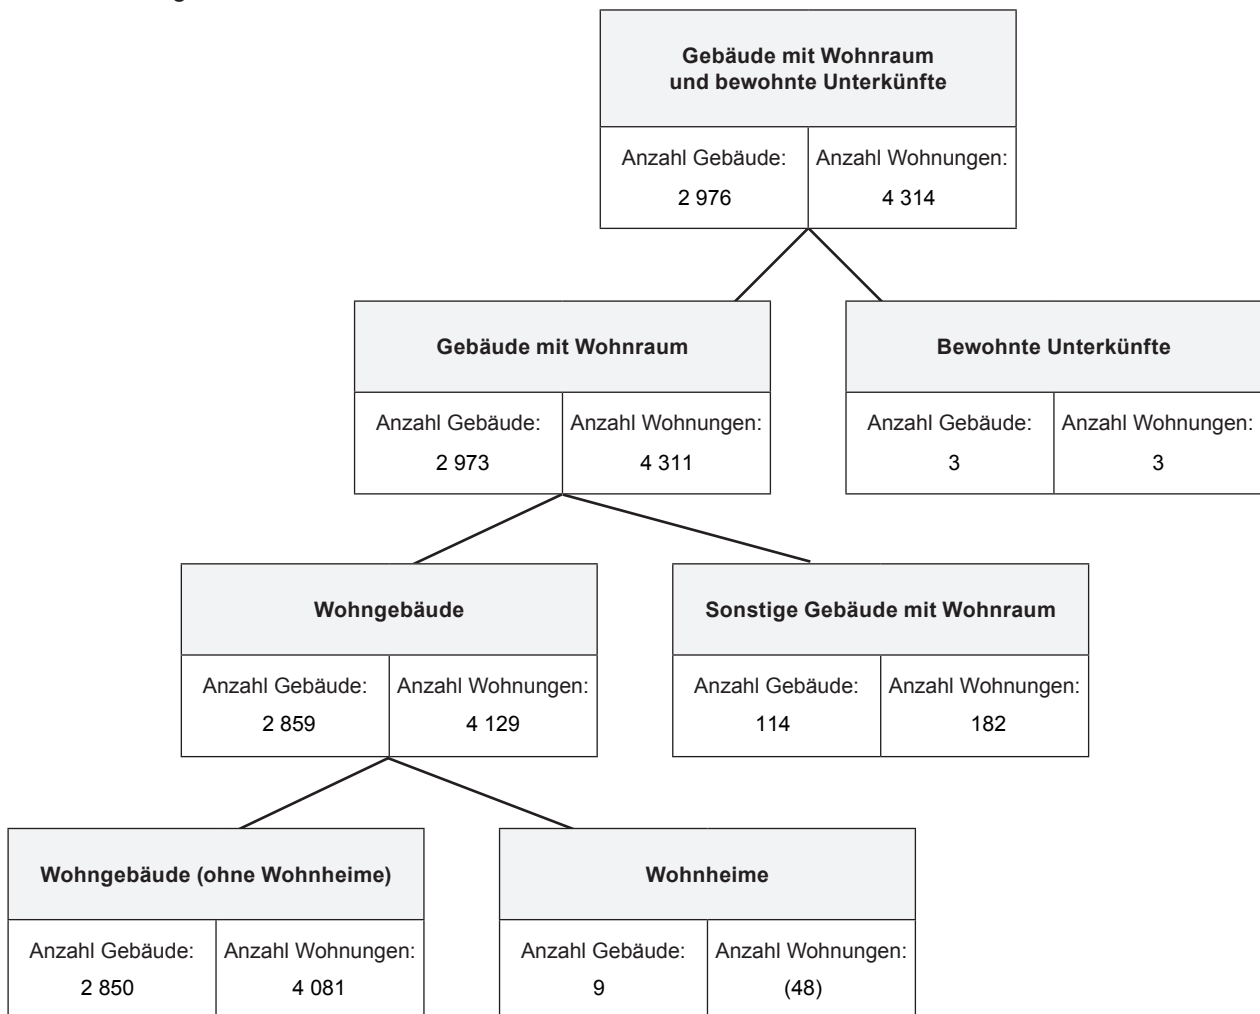 Gebäude mit Wohnraum
und bewohnte Unterkünfte
Anzahl Gebäude: Anzahl Wohnungen:
2 976 4 314
Gebäude mit Wohnraum
Anzahl Gebäude: Anzahl Wohnungen:
2 973 4 311
Bewohnte Unterkünfte
Anzahl Gebäude: Anzahl Wohnungen:
3 3
Wohngebäude
Anzahl Gebäude: Anzahl Wohnungen:
2 859 4 129
Sonstige Gebäude mit Wohnraum
Anzahl Gebäude: Anzahl Wohnungen:
114 182
Wohngebäude (ohne Wohnheime)
Anzahl Gebäude: Anzahl Wohnungen:
2 850 4 081
Wohnheime
Anzahl Gebäude: Anzahl Wohnungen:
9 (48)